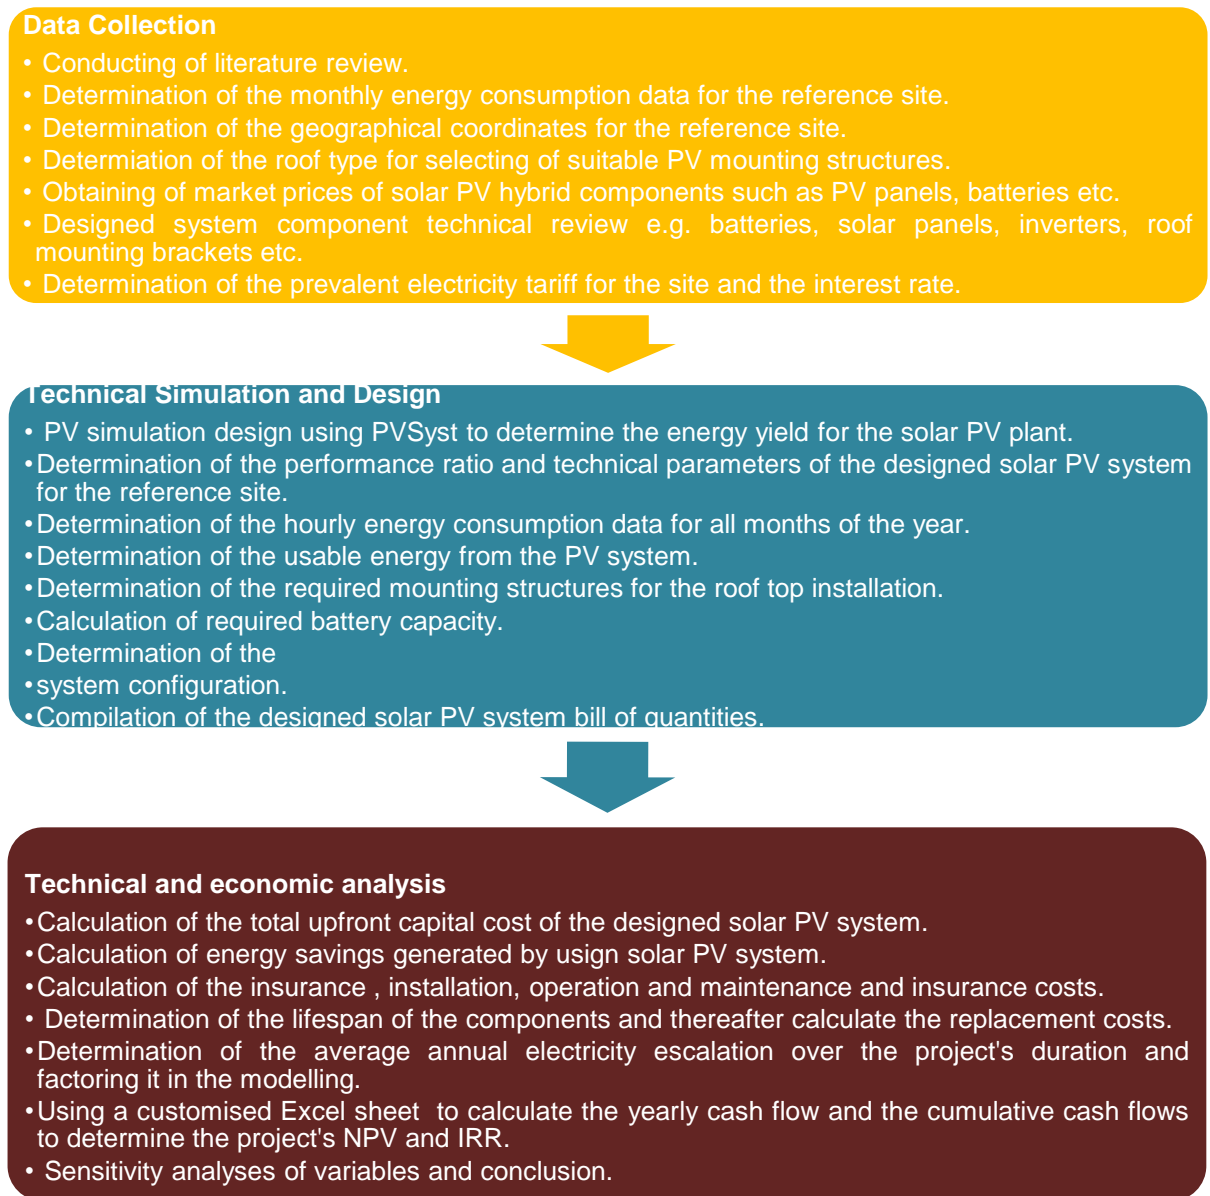 Data Collection
• Conducting of literature review.
• Determination of the monthly energy consumption data for the reference site.
• Determination of the geographical coordinates for the reference site.
• Determiation of the roof type for selecting of suitable PV mounting structures.
• Obtaining of market prices of solar PV hybrid components such as PV panels, batteries etc.
• Designed system component technical review e.g. batteries, solar panels, inverters, roof
mounting brackets etc.
• Determination of the prevalent electricity tariff for the site and the interest rate.
Technical Simulation and Design
• PV simulation design using PVSyst to determine the energy yield for the solar PV plant.
•Determination of the performance ratio and technical parameters of the designed solar PV system
for the reference site.
•Determination of the hourly energy consumption data for all months of the year.
•Determination of the usable energy from the PV system.
•Determination of the required mounting structures for the roof top installation.
•Calculation of required battery capacity.
•Determination of the
•system configuration.
•Compilation of the designed solar PV system bill of quantities.
Technical and economic analysis
•Calculation of the total upfront capital cost of the designed solar PV system.
•Calculation of energy savings generated by usign solar PV system.
•Calculation of the insurance , installation, operation and maintenance and insurance costs.
• Determination of the lifespan of the components and thereafter calculate the replacement costs.
•Determination of the average annual electricity escalation over the project's duration and
factoring it in the modelling.
•Using a customised Excel sheet to calculate the yearly cash flow and the cumulative cash flows
to determine the project's NPV and IRR.
• Sensitivity analyses of variables and conclusion.